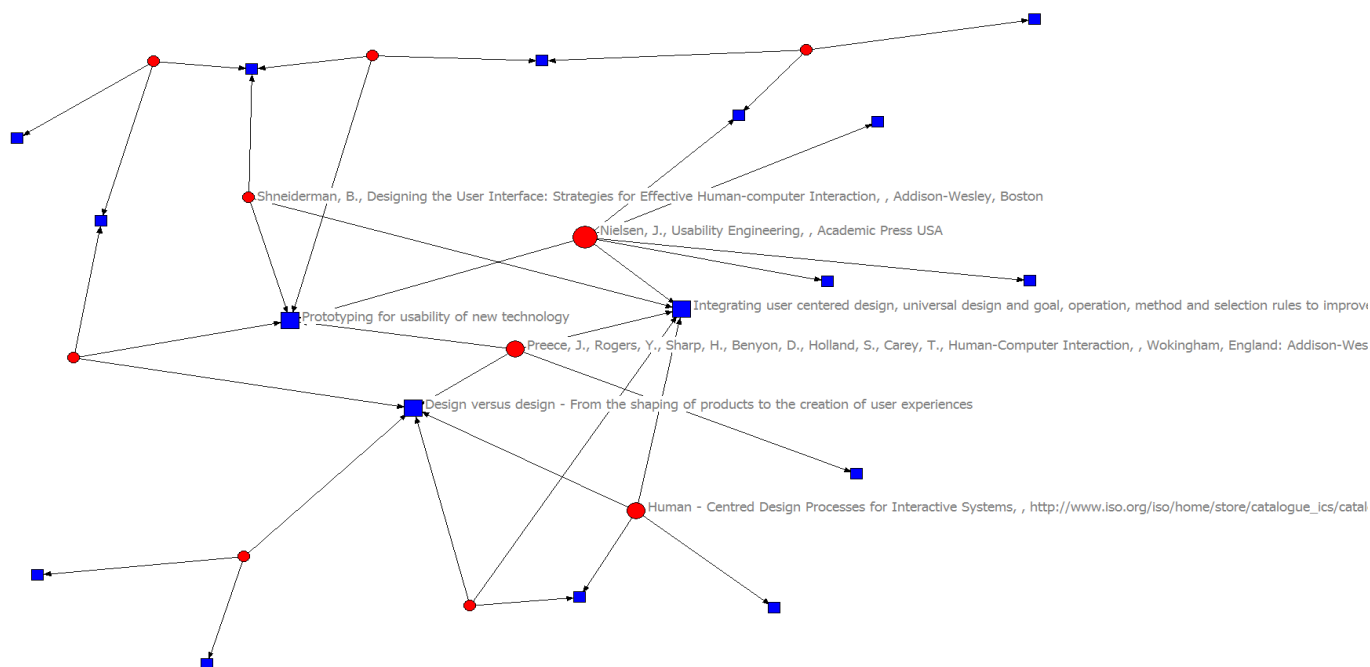 Shneiderman, B., Designing the User Interface: Strategies for Effective Human-computer Interaction, , Addison-Wesley, Boston
Nielsen, J., Usability Engineering, , Academic Press USA
Integrating user centered design, universal design and goal, operation, method and selection rules to improve
Prototyping for usability of new technology
Preece, J., Rogers, Y., Sharp, H., Benyon, D., Holland, S., Carey, T., Human-Computer Interaction, , Wokingham, England: Addison-Wes
Design versus design - From the shaping of products to the creation of user experiences
Human - Centred Design Processes for Interactive Systems, , http://www.iso.org/iso/home/store/catalogue_ics/catal